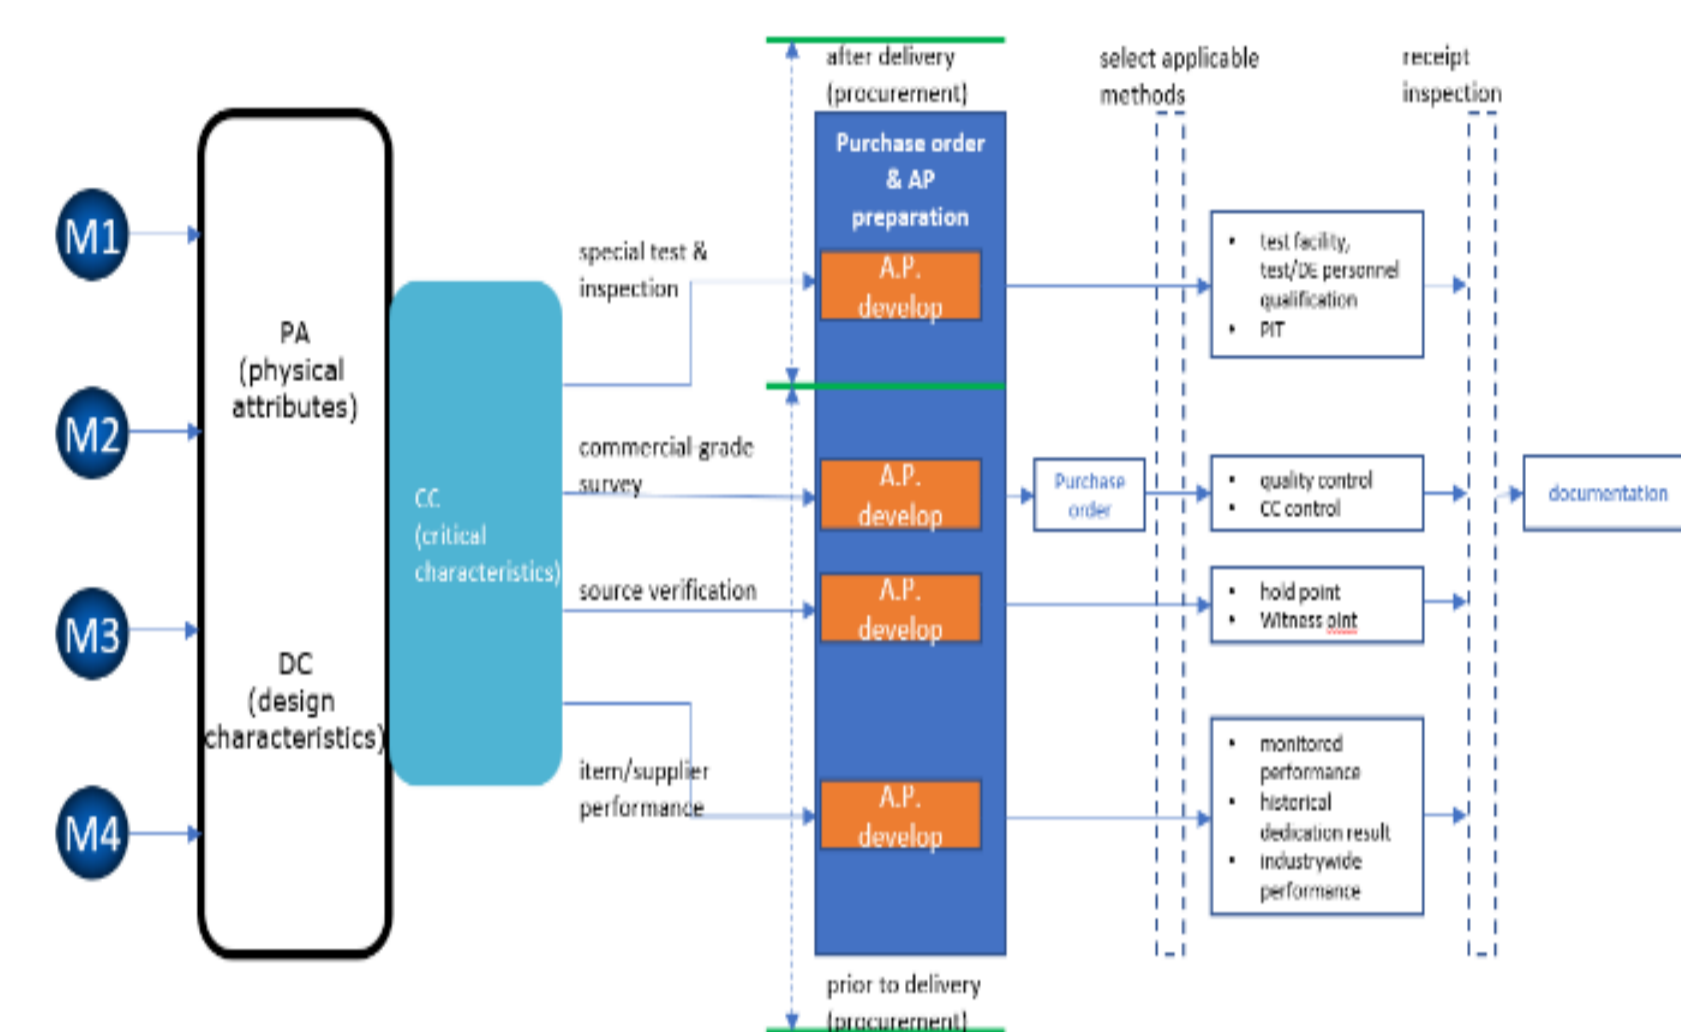 M1
M2
M3
M4
PA
(physical
attributes)
DC
(design
characteristics)
CC
(critical
characteristics)
special test &
inspection
commercial-grade
survey
source verification
item/supplier
performance
after delivery
(procurement)
Purchase order
& AP
preparation
A.P.
develop
A.P.
develop
A.P.
develop
A.P.
develop
prior to delivery
(procurement)
Purchase
order
select applicable
methods
• test facility,
test/DE personnel
qualification
• PIT
• quality control
• CC control
• hold point
• Witness pint
• monitored
performance
• historical
dedication result
• industrywide
performance
receipt
inspection
documentation